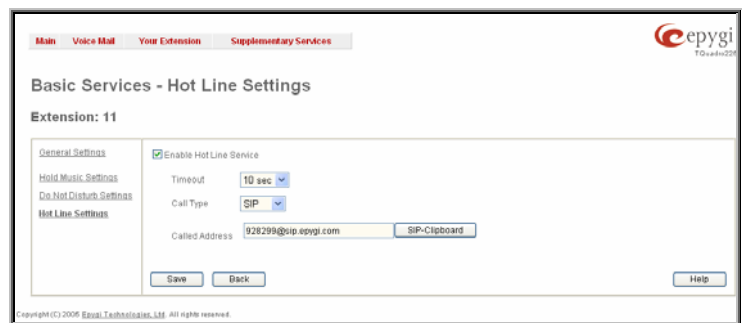 Main Voice Mail Your Extension Supplementary Services
epygi
Basic Services - Hot Line Settings
Extension: 11
General Settings
Hold Music Settings
Do Not Disturb Settings
Hot Line Settings
Enable Hot Line Service
Timeout 10 sec
Call Type SIP
Called Address 928299@sip.epygi.com SIP-Clipboard
Save Back Help
Copyright (C) 2005 Epygi Technologies, Ltd. All rights reserved.